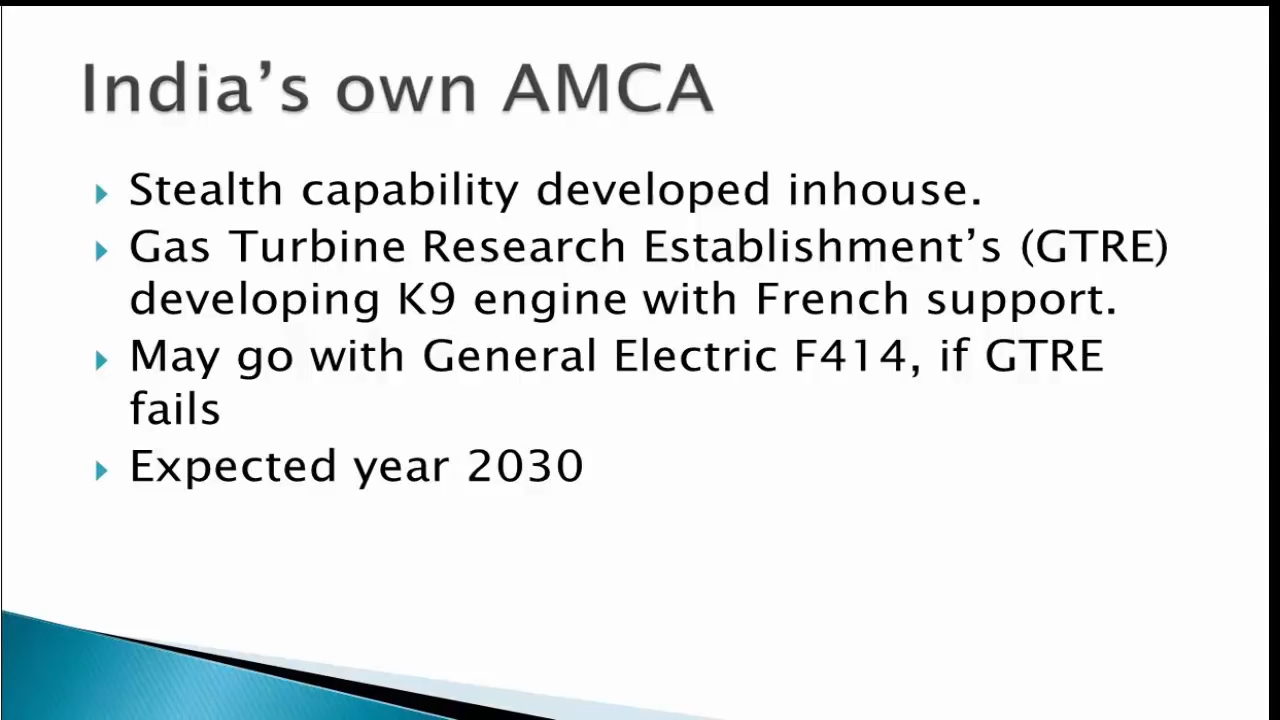 India’s own AMCA
Stealth capability developed inhouse.
Gas Turbine Research Establishment’s (GTRE)
developing K9 engine with French support.
May go with General Electric F414, if GTRE
fails
Expected year 2030